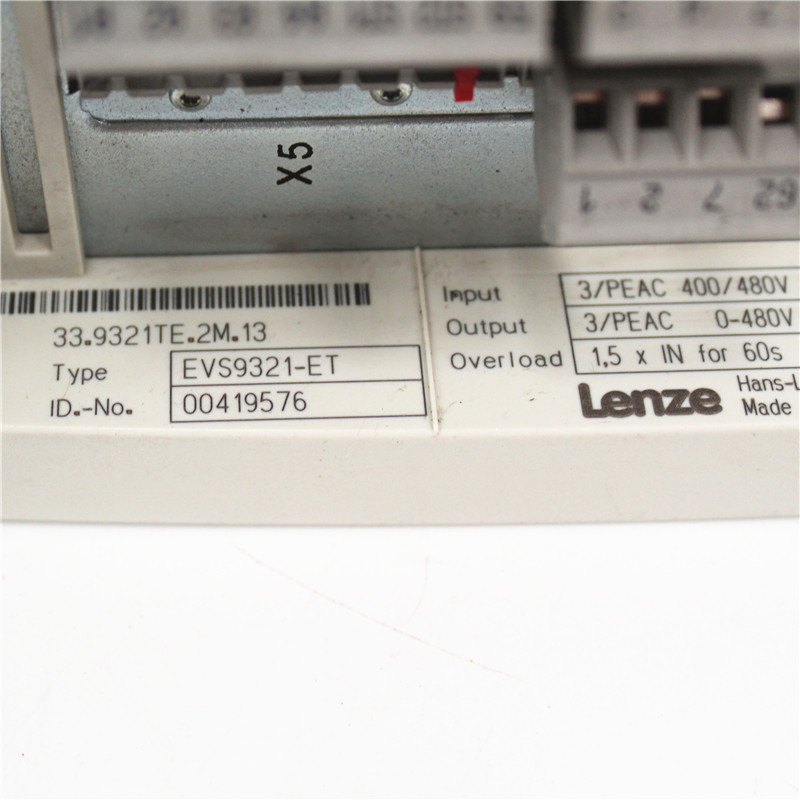 X5
1 2 7 62
33.9321TE.2M.13
Type EVS9321-ET
ID.-No. 00419576
Input 3/PEAC 400/480V
Output 3/PEAC 0-480V
Overload 1,5 x IN for 60s
Lenze Hans-L
Made